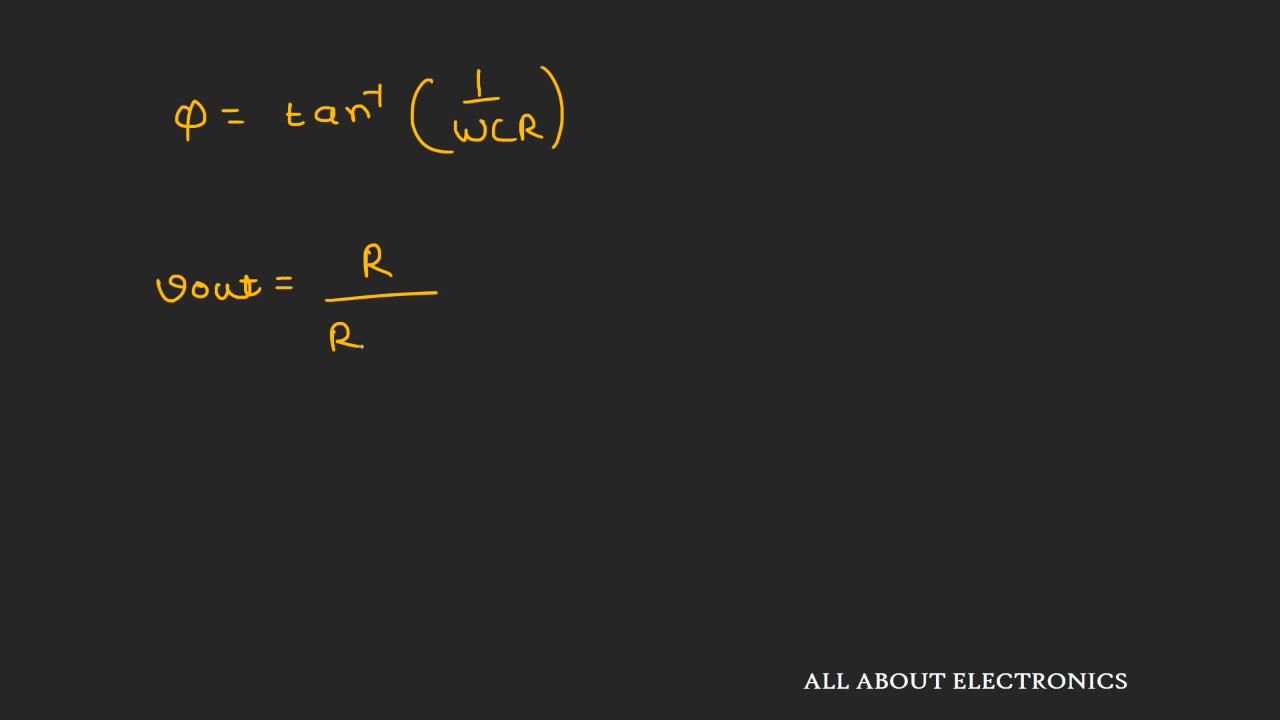 φ = tan⁻¹ (1/WCR)
vout = R/R
ALL ABOUT ELECTRONICS